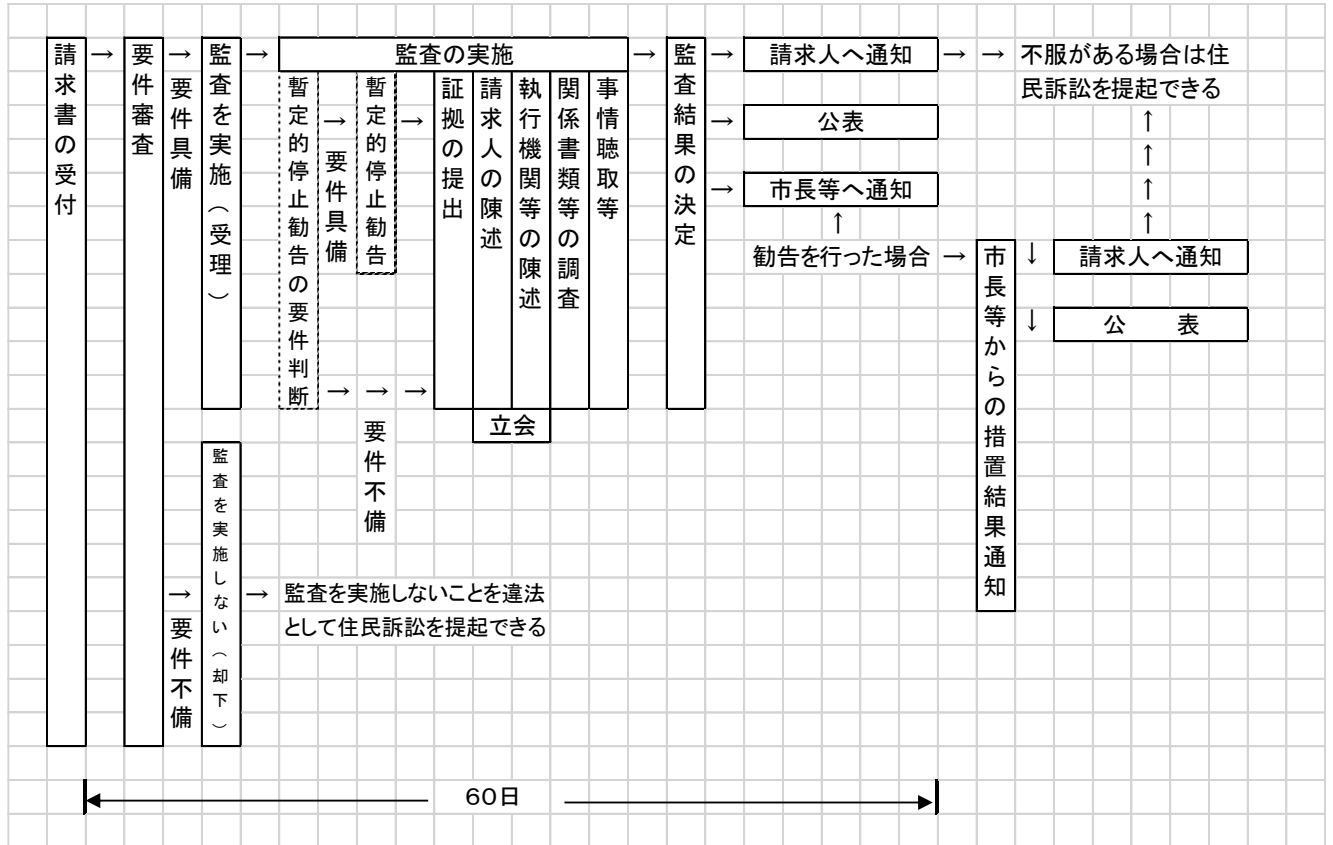 請求書の受付
→
要件審査
→
要件具備
監査を実施（受理）
→
監査の実施
暫定的停止勧告の要件判断
→
要件具備
暫定的停止勧告
→
→ → →
要件不備
証拠の提出
請求人の陳述
執行機関等の陳述
関係書類等の調査
事情聴取等
立会
→
監査結果の決定
→
請求人へ通知
→ → 不服がある場合は住
民訴訟を提起できる
→
公表
→
市長等へ通知
↑
勧告を行った場合
→
市長等からの措置結果通知
↓
請求人へ通知
↑
↑
↑
↑
↓
公　表
→
要件不備
監査を実施しない（却下）
→
監査を実施しないことを違法
として住民訴訟を提起できる
60日